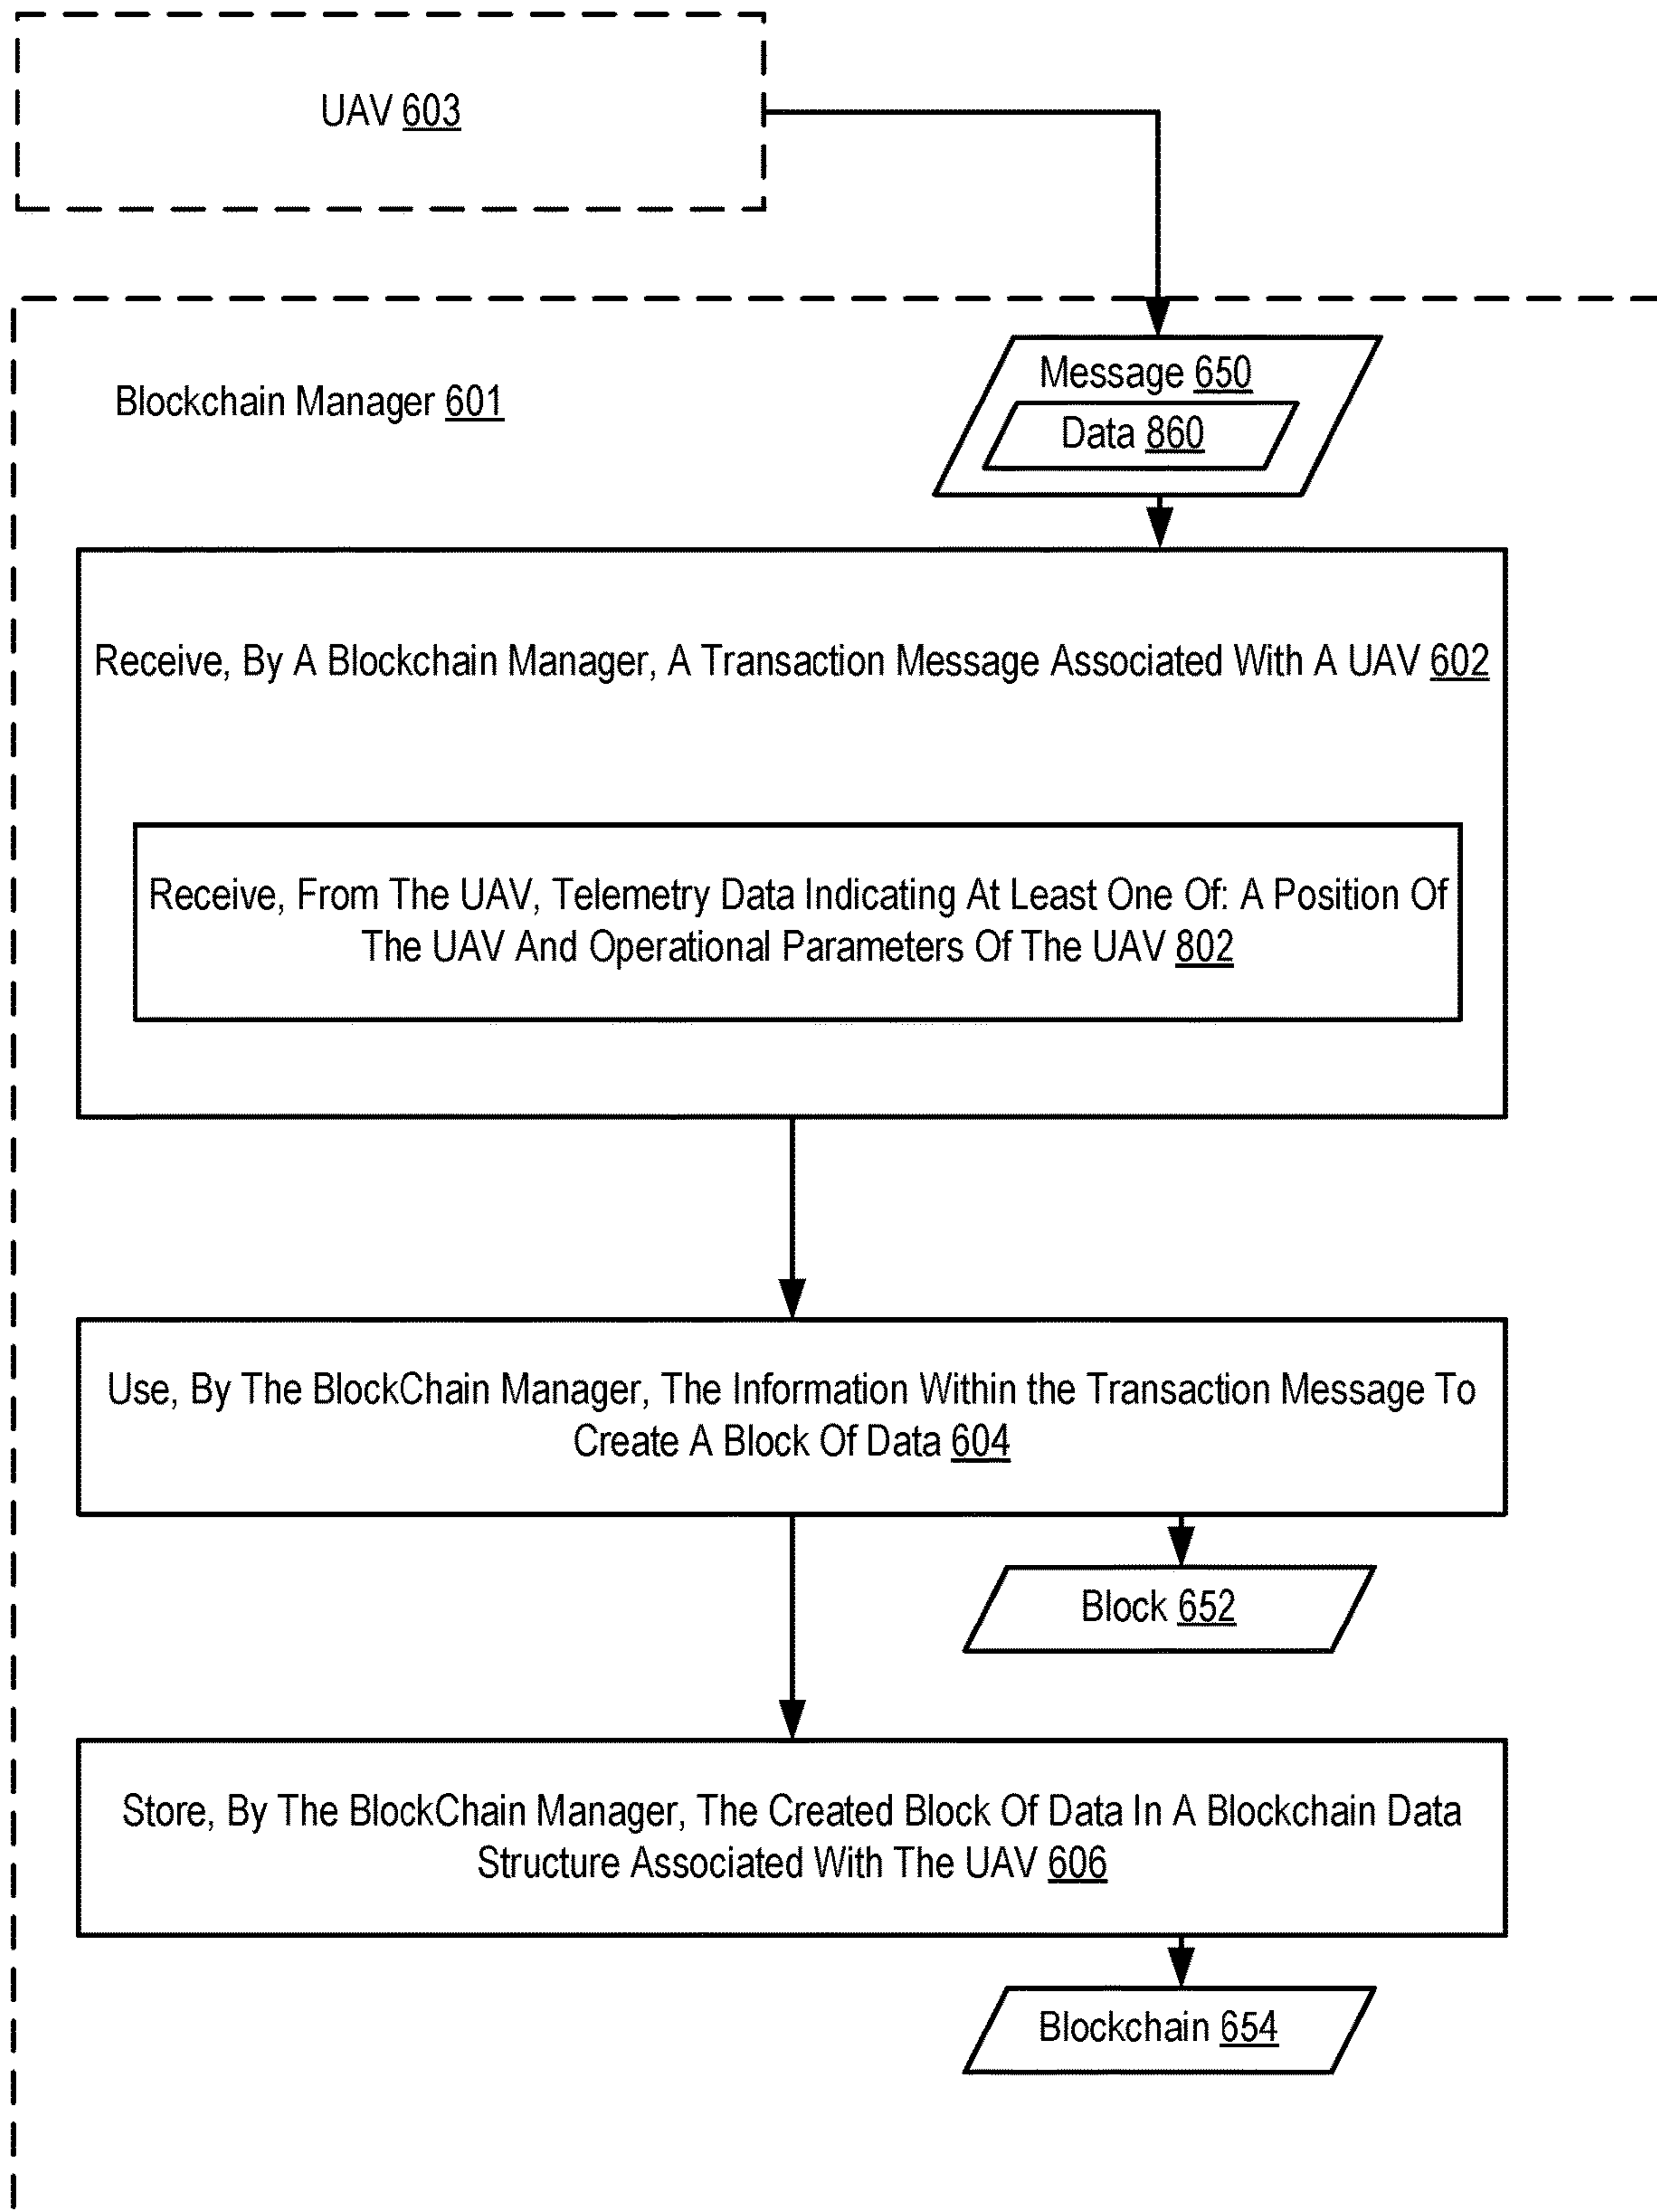 UAV 603
Blockchain Manager 601
Message 650
Data 860
Receive, By A Blockchain Manager, A Transaction Message Associated With A UAV 602
Receive, From The UAV, Telemetry Data Indicating At Least One Of: A Position Of
The UAV And Operational Parameters Of The UAV 802
Use, By The BlockChain Manager, The Information Within the Transaction Message To
Create A Block Of Data 604
Block 652
Store, By The BlockChain Manager, The Created Block Of Data In A Blockchain Data
Structure Associated With The UAV 606
Blockchain 654